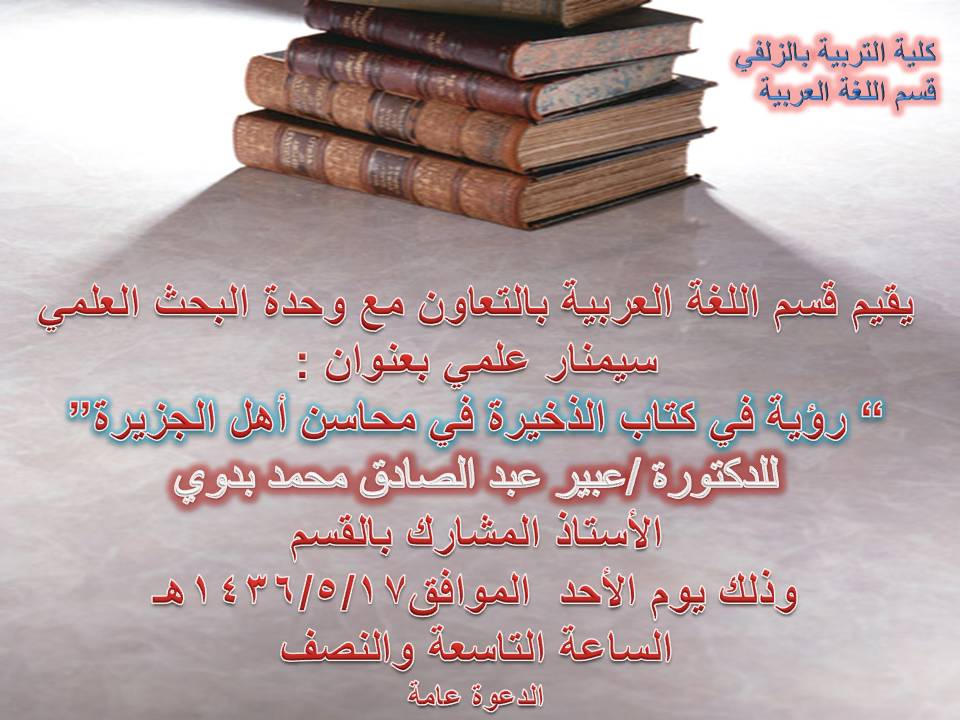 كلية التربية بالزلفي
قسم اللغة العربية
يقيم قسم اللغة العربية بالتعاون مع وحدة البحث العلمي
سيمنار علمي بعنوان :
“ رؤية في كتاب الذخيرة في محاسن أهل الجزيرة”
للدكتورة /عبير عبد الصادق محمد بدوي
الأستاذ المشارك بالقسم
وذلك يوم الأحد الموافق١٤٣٦/٥/١٧هـ
الساعة التاسعة والنصف
الدعوة عامة